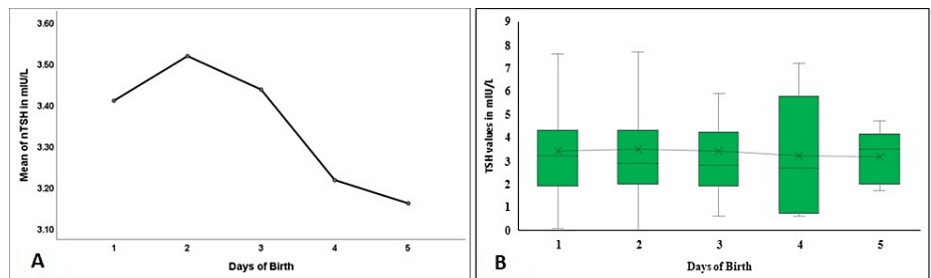 3.60
3.50
3.40
3.30
3.20
3.10
Mean of nTSH in mIU/L
1 2 3 4 5
Days of Birth
A
9
8
7
6
5
4
3
2
1
0
TSH values in mIU/L
1 2 3 4 5
Days of Birth
B